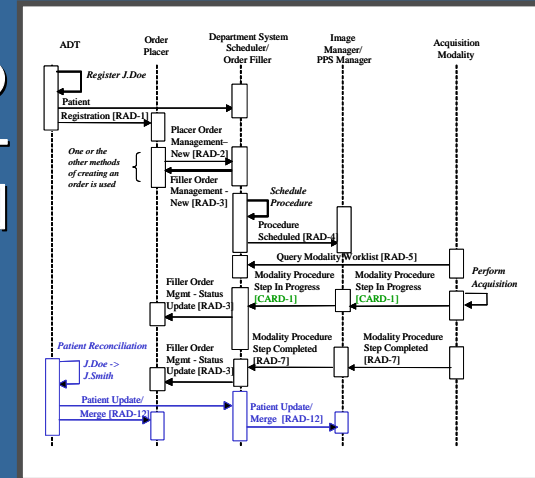 ADT
Order
Placer
Department System
Scheduler/
Order Filler
Image
Manager/
PPS Manager
Acquisition
Modality
Register J.Doe
Patient
Registration [RAD-1]
Placer Order
Management–
New [RAD-2]
One or the
other methods
of creating an
order is used
Filler Order
Management -
New [RAD-3]
Schedule
Procedure
Procedure
Scheduled [RAD-4]
Query Modality Worklist [RAD-5]
Perform
Acquisition
Filler Order
Mgmt - Status
Update [RAD-3]
Modality Procedure
Step In Progress
[CARD-1]
Modality Procedure
Step In Progress
[CARD-1]
Patient Reconciliation
J.Doe ->
J.Smith
Filler Order
Mgmt - Status
Update [RAD-3]
Modality Procedure
Step Completed
[RAD-7]
Modality Procedure
Step Completed
[RAD-7]
Patient Update/
Merge [RAD-12]
Patient Update/
Merge [RAD-12]